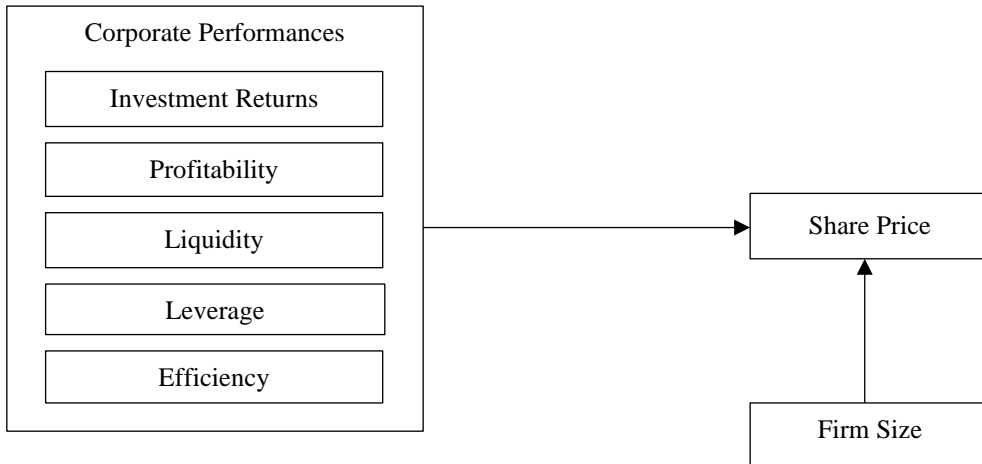 Corporate Performances
Investment Returns
Profitability
Liquidity
Leverage
Efficiency
Share Price
Firm Size